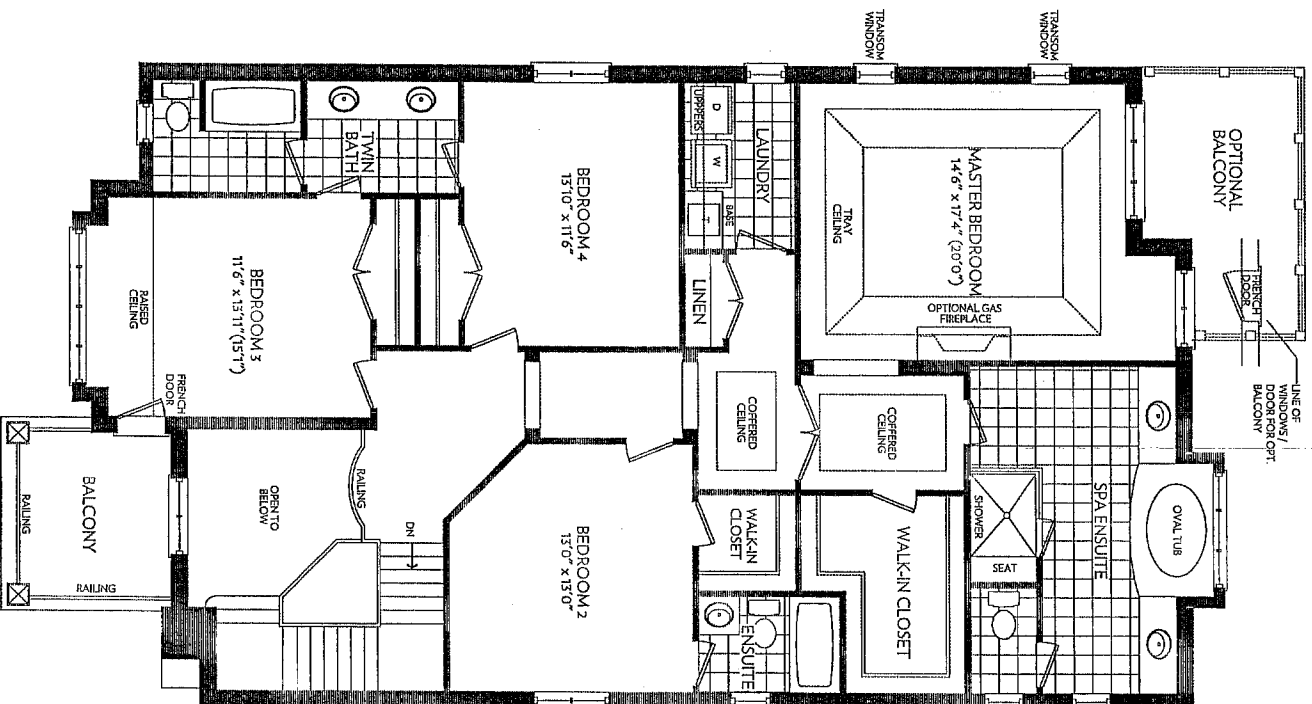 TRANSOM
WINDOW
TRANSOM
WINDOW
OPTIONAL
BALCONY
FRENCH
DOOR
LINE OF
WINDOWS /
DOOR FOR OPT.
BALCONY
MASTER BEDROOM
14'6" x 17'4" (20'0")
TRAY
CEILING
OPTIONAL GAS
FIREPLACE
LAUNDRY
D
UPPPERS
W
BASE
LINEN
BEDROOM 4
13'10" x 11'6"
TWIN
BATH
BEDROOM 3
11'6" x 13'11" (15'1")
RAISED
CEILING
FRENCH
DOOR
COFFERED
CEILING
COFFERED
CEILING
SPA ENSUITE
OVAL TUB
SHOWER
SEAT
WALK-IN CLOSET
WALK-IN
CLOSET
ENSUITE
BEDROOM 2
13'0" x 13'0"
DN
RAILING
OPEN TO
BELOW
BALCONY
RAILING
RAILING